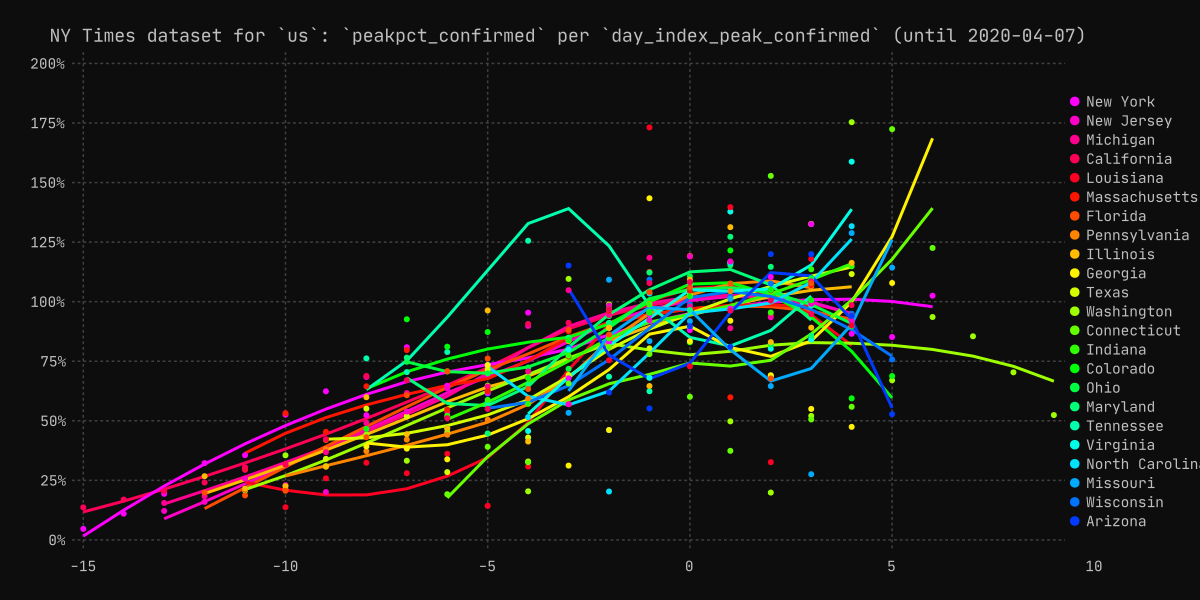 NY Times dataset for `us`: `peakpct_confirmed` per `day_index_peak_confirmed` (until 2020-04-07)
200%
175%
150%
125%
100%
75%
50%
25%
0%
-15
-10
-5
0
5
10
New York
New Jersey
Michigan
California
Louisiana
Massachusetts
Florida
Pennsylvania
Illinois
Georgia
Texas
Washington
Connecticut
Indiana
Colorado
Ohio
Maryland
Tennessee
Virginia
North Carolina
Missouri
Wisconsin
Arizona